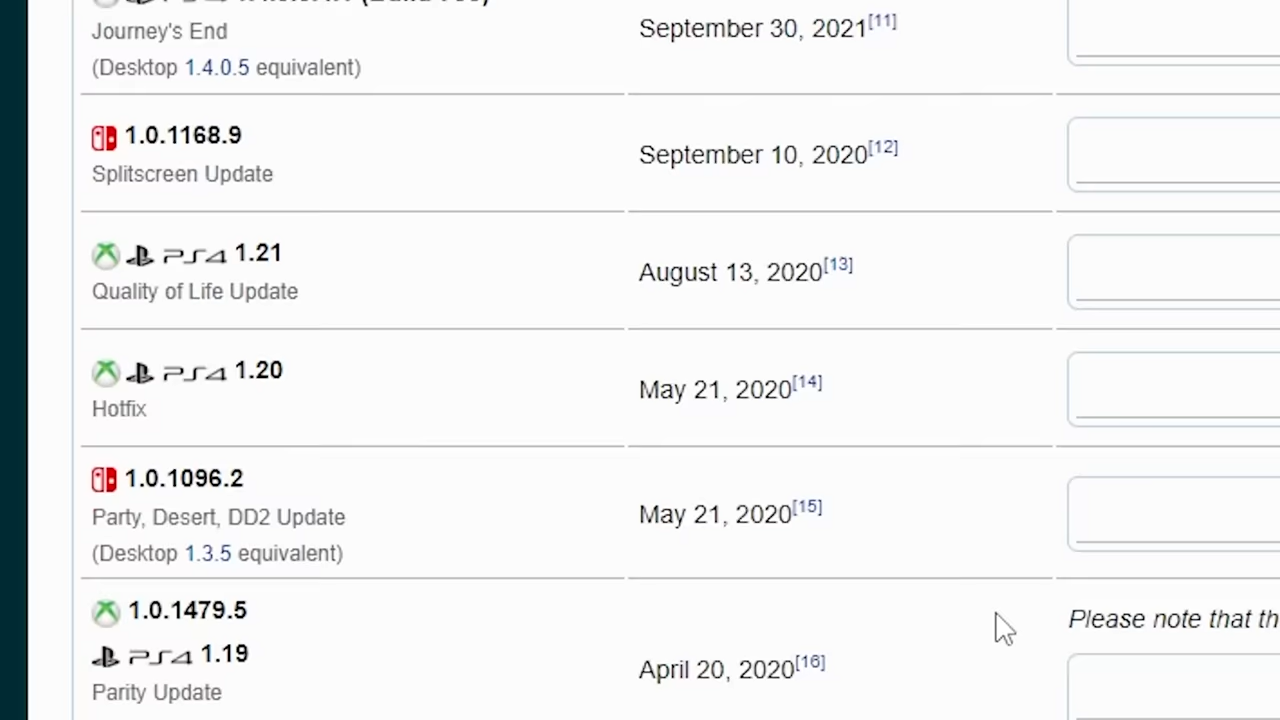 Journey's End
September 30, 2021[11]
(Desktop 1.4.0.5 equivalent)
1.0.1168.9
September 10, 2020[12]
Splitscreen Update
PS4 1.21
August 13, 2020[13]
Quality of Life Update
PS4 1.20
May 21, 2020[14]
Hotfix
1.0.1096.2
Party, Desert, DD2 Update
May 21, 2020[15]
(Desktop 1.3.5 equivalent)
1.0.1479.5
Please note that th
PS4 1.19
April 20, 2020[16]
Parity Update